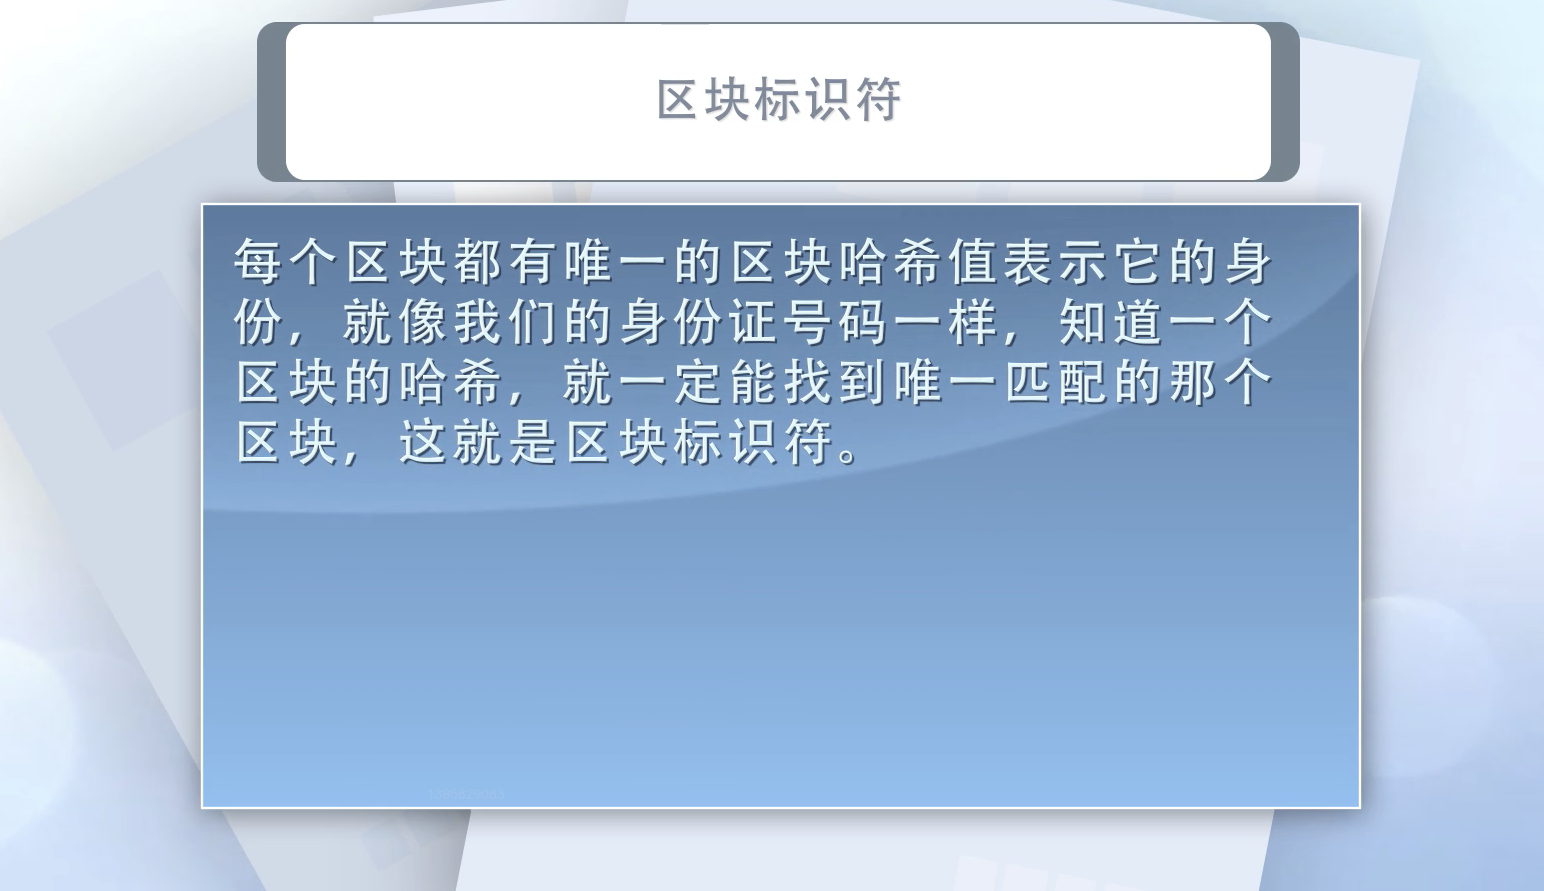 区块标识符
每个区块都有唯一的区块哈希值表示它的身
份，就像我们的身份证号码一样，知道一个
区块的哈希，就一定能找到唯一匹配的那个
区块，这就是区块标识符。